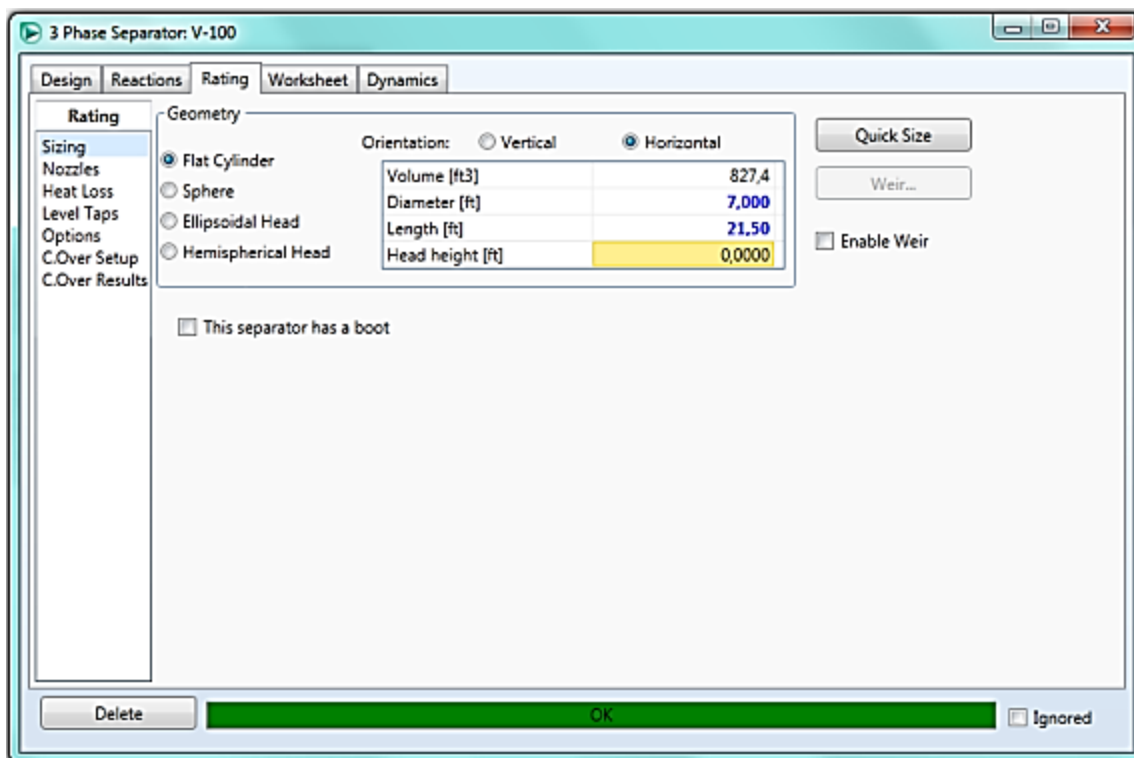 3 Phase Separator: V-100
Design Reactions Rating Worksheet Dynamics
Rating
Sizing
Nozzles
Heat Loss
Level Taps
Options
C.Over Setup
C.Over Results
Geometry
Flat Cylinder
Sphere
Ellipsoidal Head
Hemispherical Head
Orientation: Vertical Horizontal
Volume [ft3] 827,4
Diameter [ft] 7,000
Length [ft] 21,50
Head height [ft] 0,0000
Quick Size
Weir...
Enable Weir
This separator has a boot
Delete OK Ignored